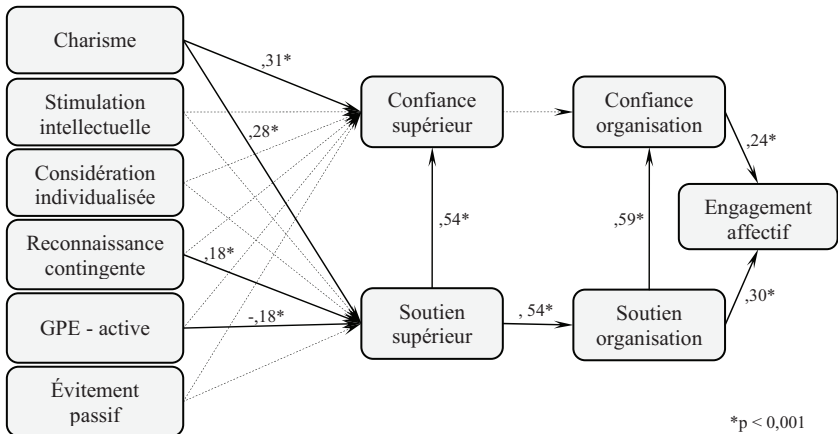 Charisme
Stimulation
intellectuelle
Considération
individualisée
Reconnaissance
contingente
GPE - active
Évitement
passif
,31*
,28*
,18*
-,18*
Confiance
supérieur
,54*
Soutien
supérieur
, 54*
Confiance
organisation
,59*
Soutien
organisation
,24*
Engagement
affectif
,30*
*p < 0,001